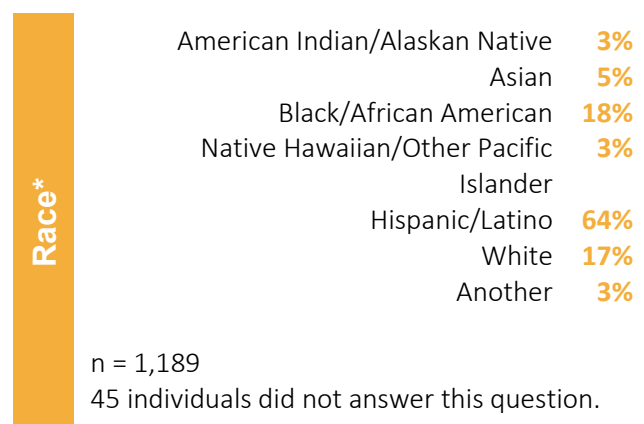 Race*
American Indian/Alaskan Native 3%
Asian 5%
Black/African American 18%
Native Hawaiian/Other Pacific 3%
Islander
Hispanic/Latino 64%
White 17%
Another 3%
n = 1,189
45 individuals did not answer this question.